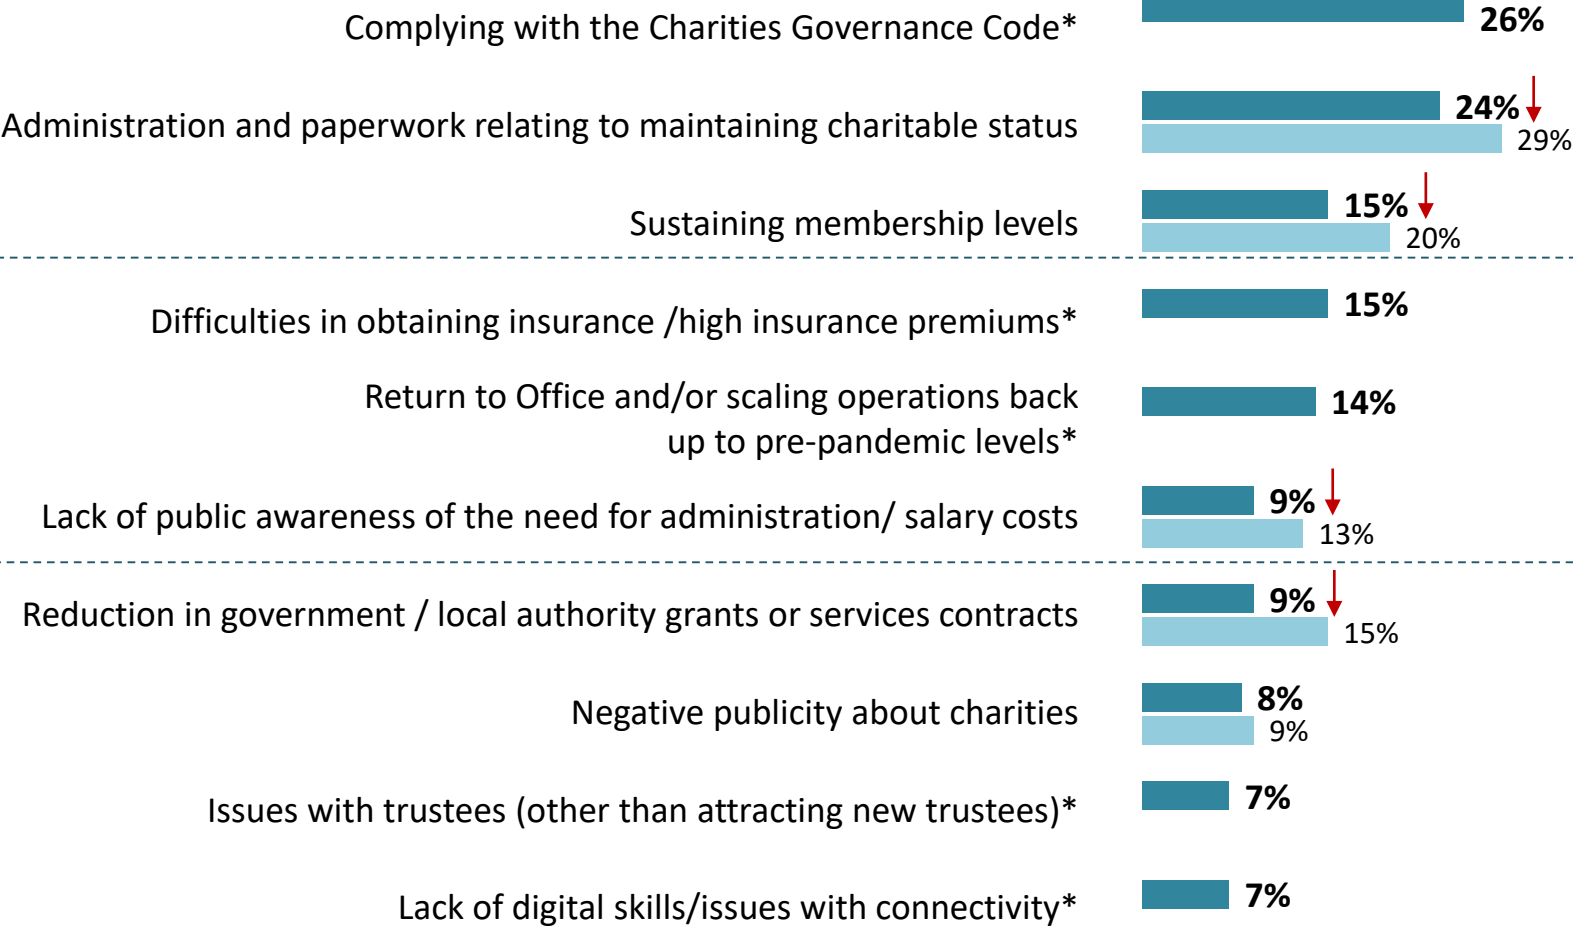 Complying with the Charities Governance Code* 26%
Administration and paperwork relating to maintaining charitable status 24%
29%
Sustaining membership levels 15%
20%
Difficulties in obtaining insurance /high insurance premiums* 15%
Return to Office and/or scaling operations back
up to pre-pandemic levels* 14%
Lack of public awareness of the need for administration/ salary costs 9%
13%
Reduction in government / local authority grants or services contracts 9%
15%
Negative publicity about charities 8%
9%
Issues with trustees (other than attracting new trustees)* 7%
Lack of digital skills/issues with connectivity* 7%